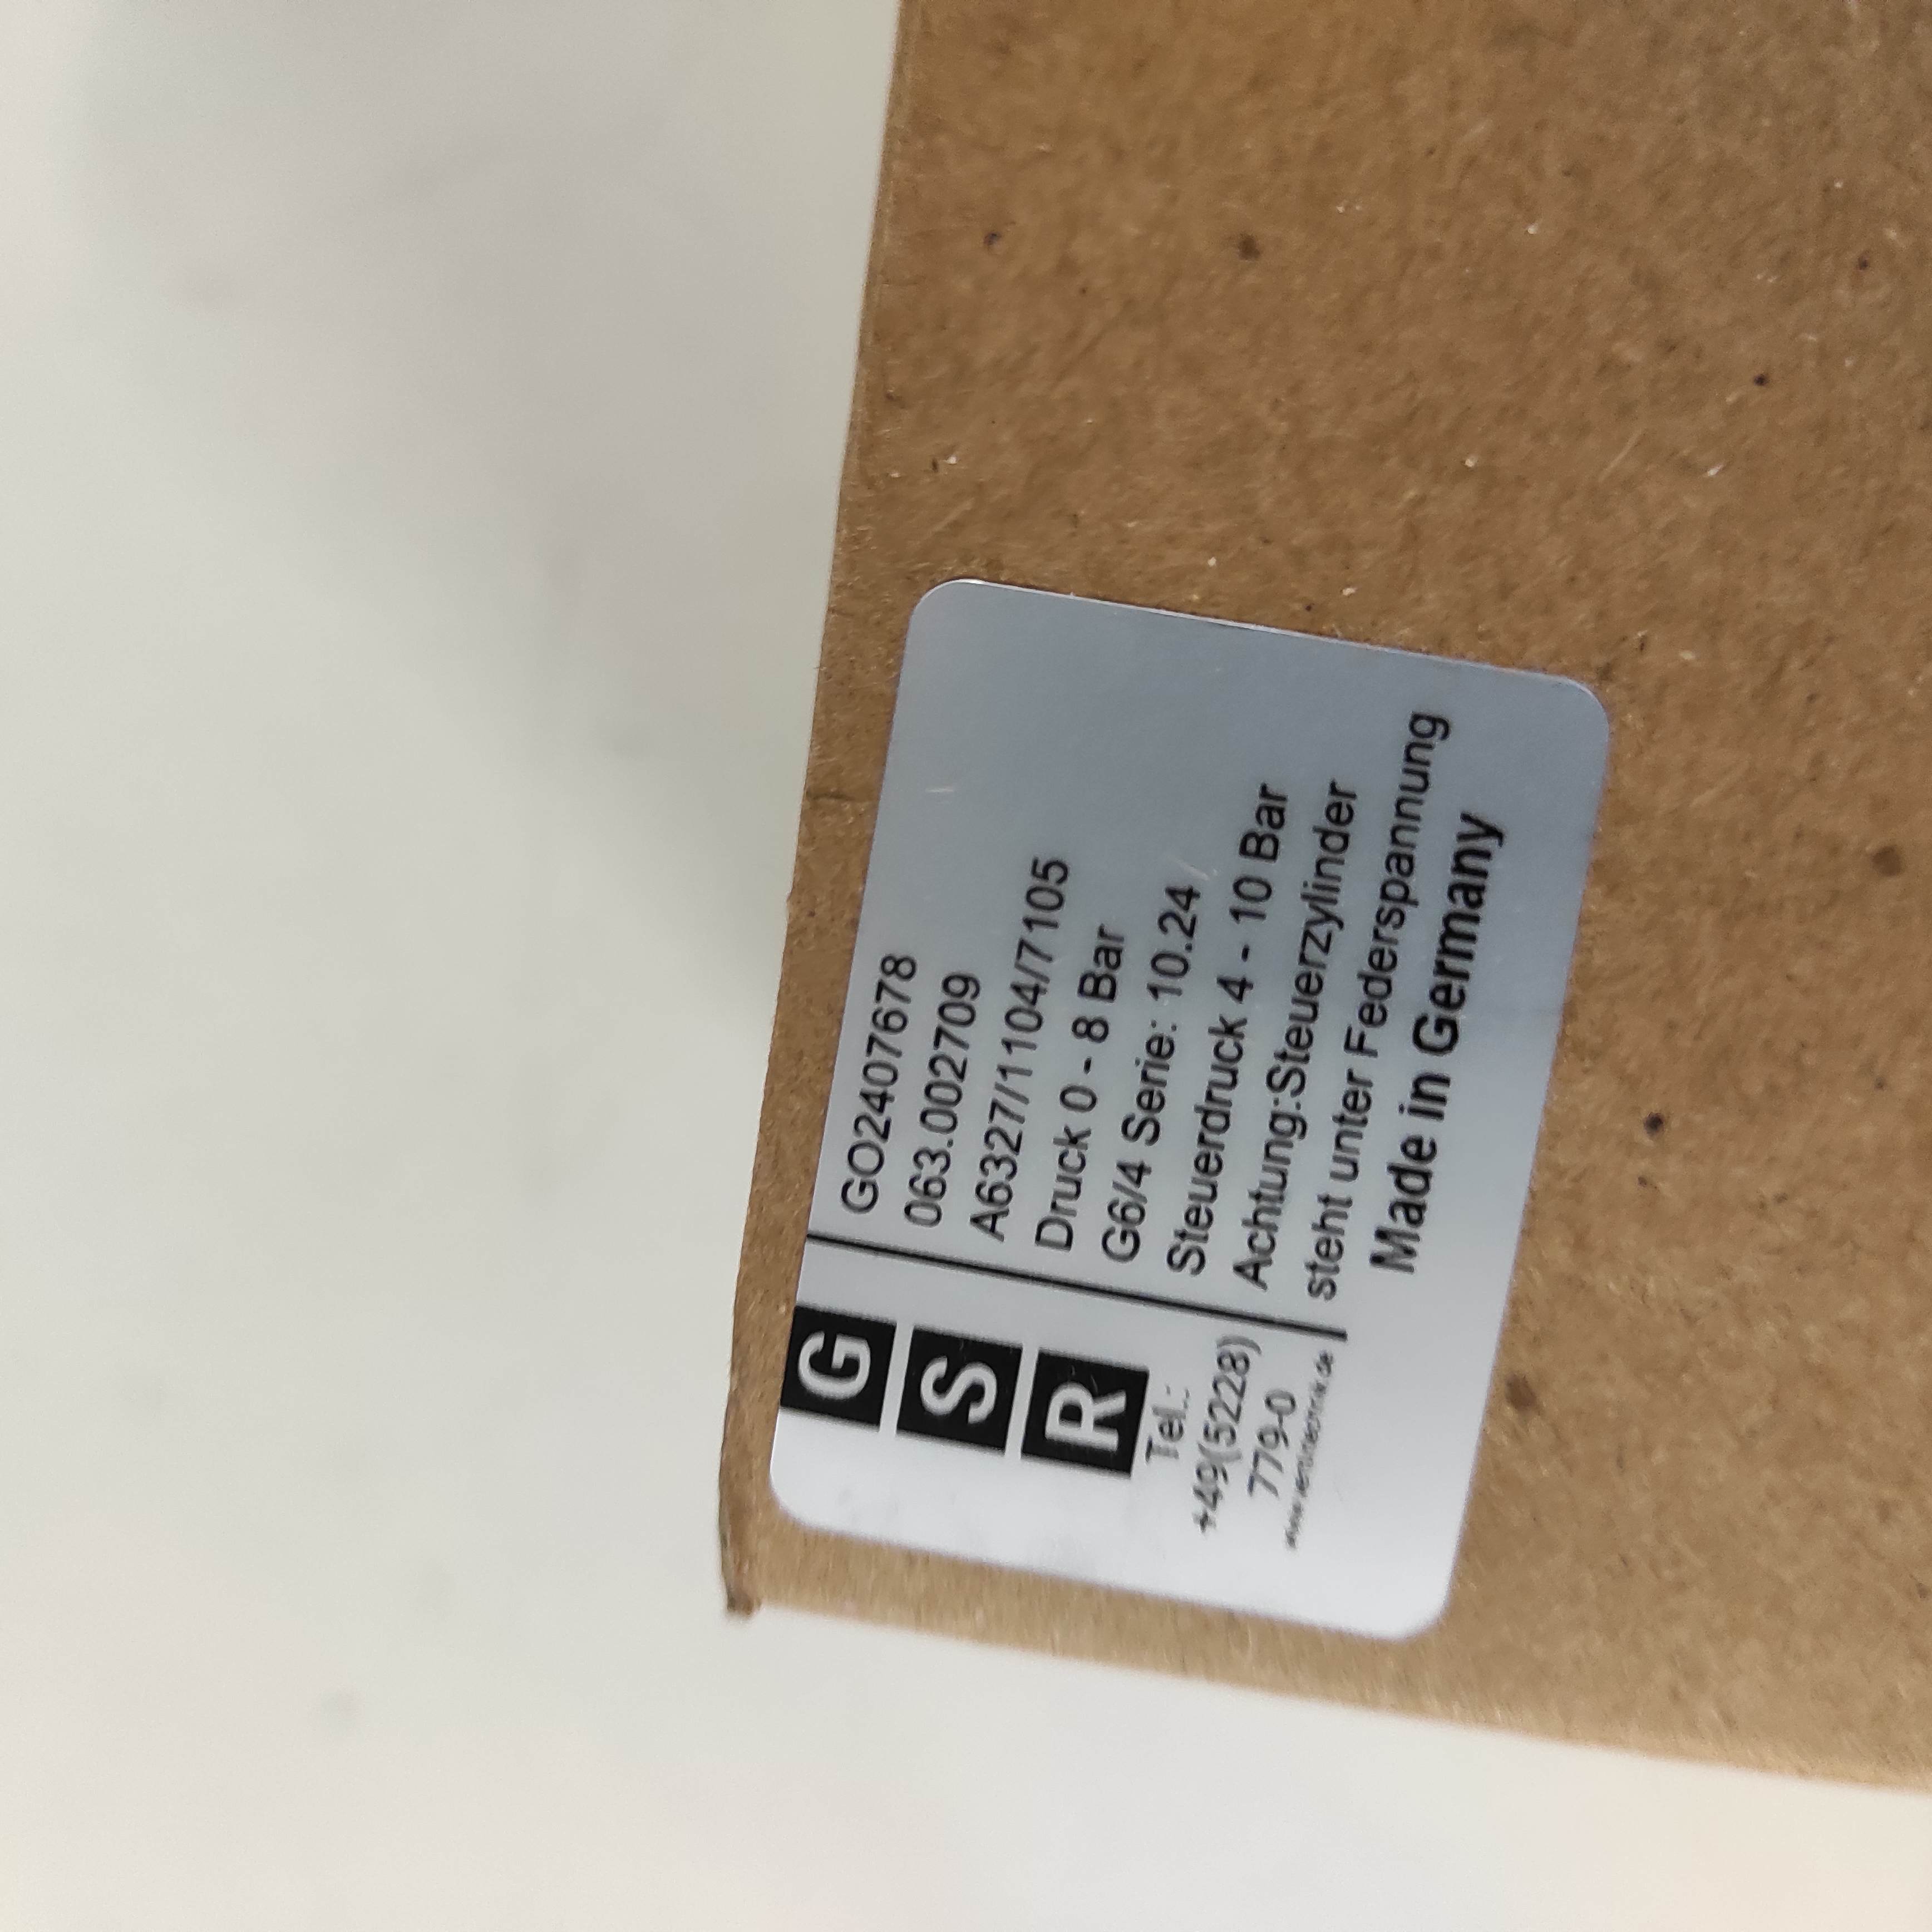 G
S
R
Tel.:
+49(5228)
779-0
GO2407678
063.002709
A6327/1104/7105
Druck 0 - 8 Bar
G6/4 Serie: 10.24
Steuerdruck 4 - 10 Bar
Achtung:Steuerzylinder
steht unter Federspannung
Made in Germany